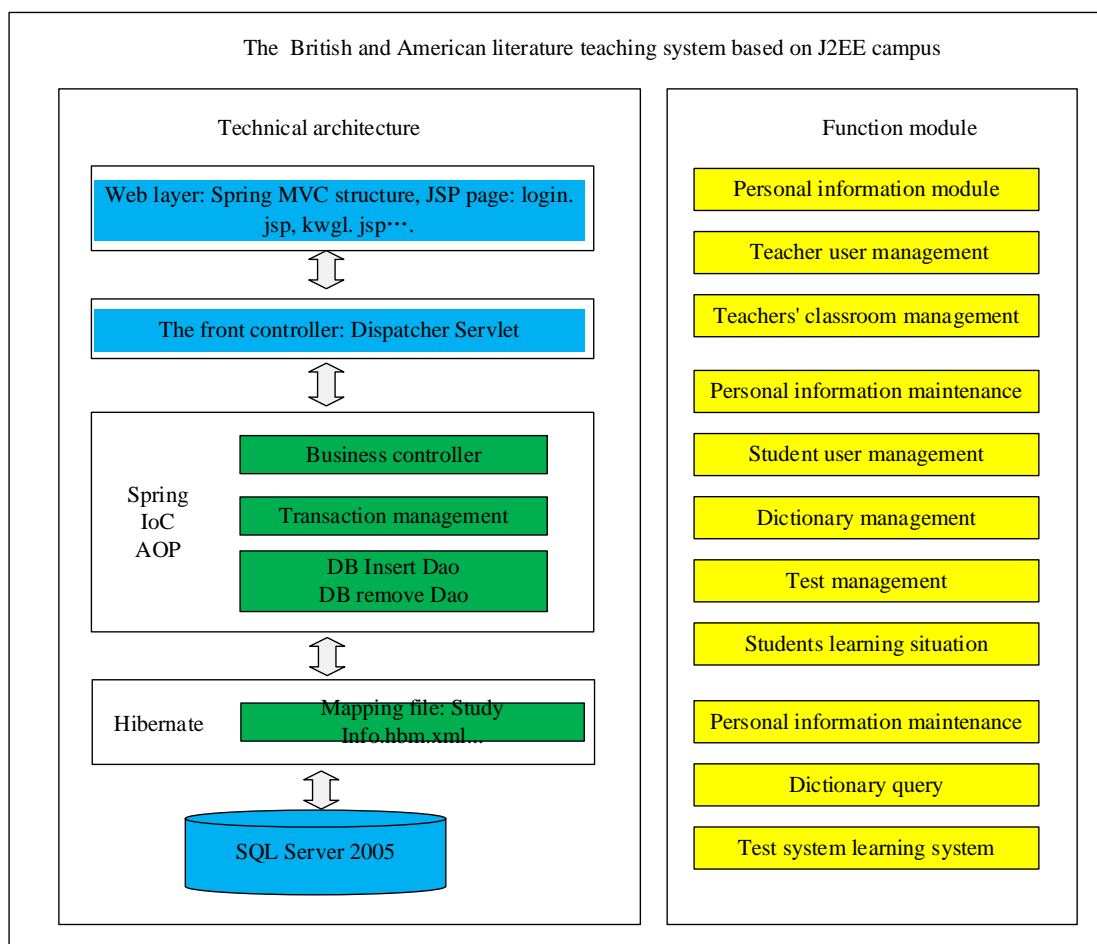 The British and American literature teaching system based on J2EE campus
Technical architecture
Web layer: Spring MVC structure, JSP page: login.
jsp, kwgl. jsp….
The front controller: Dispatcher Servlet
Spring
IoC
AOP
Business controller
Transaction management
DB Insert Dao
DB remove Dao
Hibernate
Mapping file: Study
Info.hbm.xml...
SQL Server 2005
Function module
Personal information module
Teacher user management
Teachers' classroom management
Personal information maintenance
Student user management
Dictionary management
Test management
Students learning situation
Personal information maintenance
Dictionary query
Test system learning system